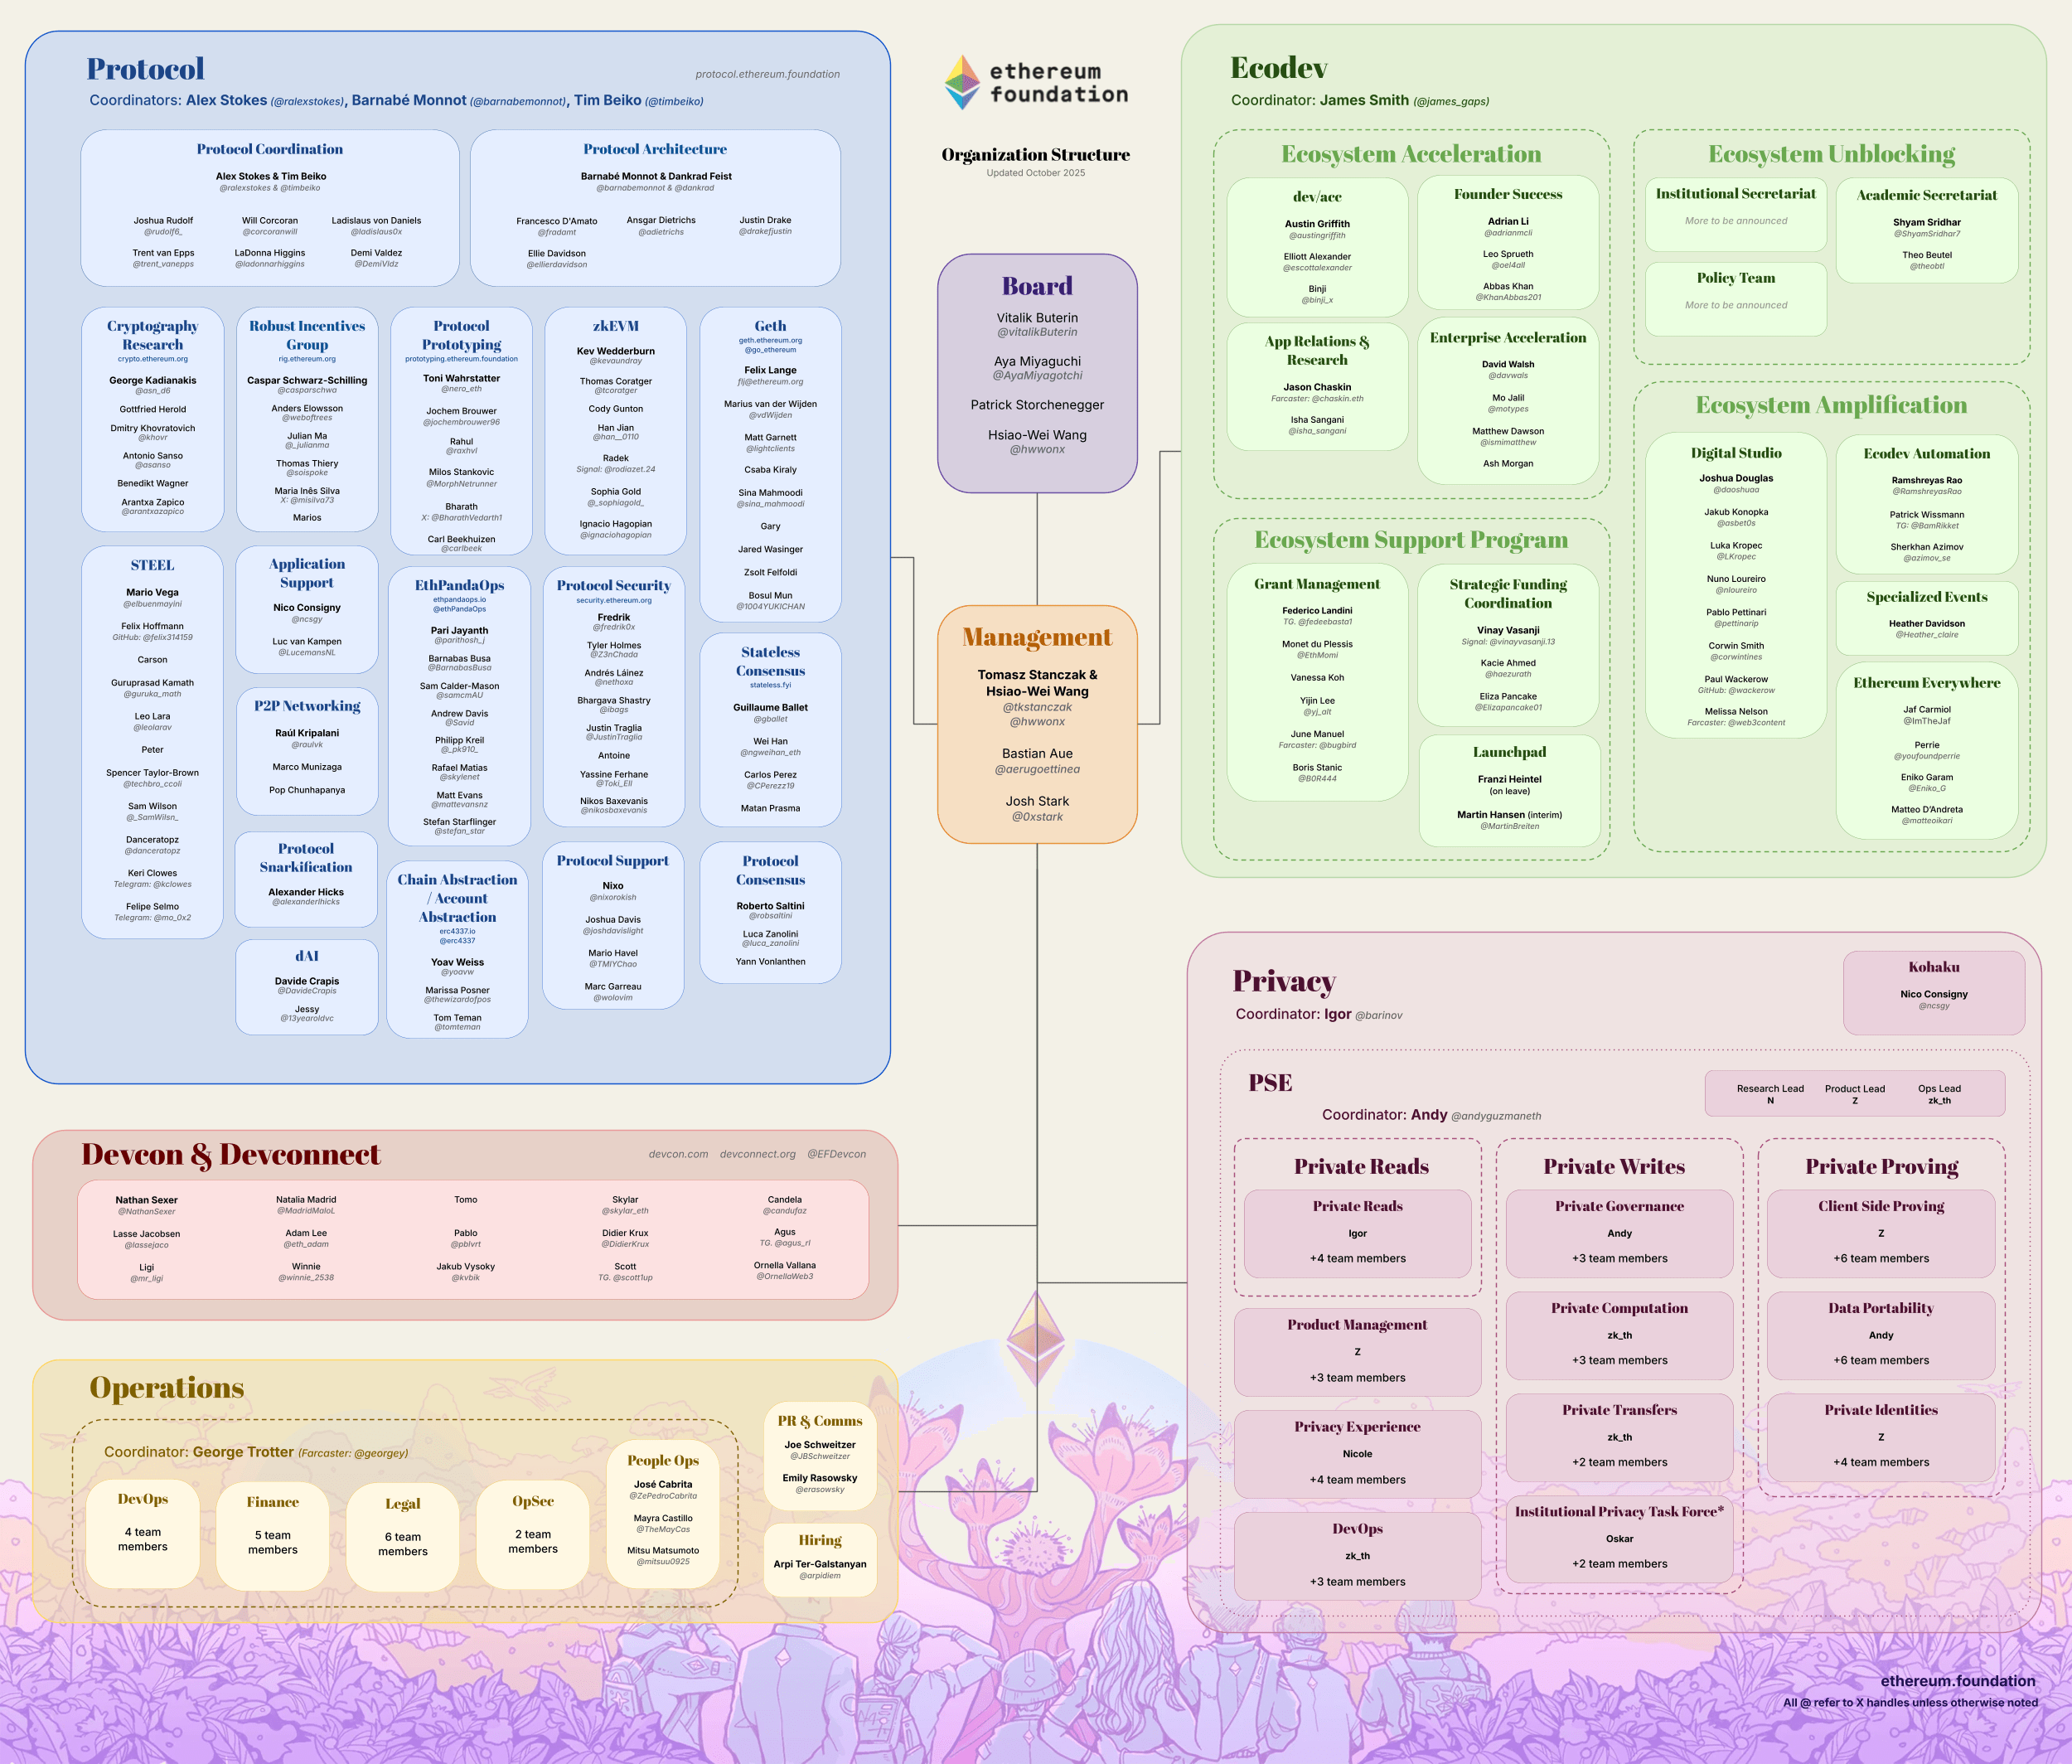 Protocol
protocol.ethereum.foundation
Coordinators: Alex Stokes (@ralexstokes), Barnabé Monnot (@barnabemonnot), Tim Beiko (@timbeiko)
Protocol Coordination
Alex Stokes & Tim Beiko
@ralexstokes & @timbeiko
Joshua Rudolf
@rudolf6_
Will Corcoran
@corcoranwill
Ladislaus von Daniels
@ladislaus0x
Trent van Epps
@trent_vanepps
LaDonna Higgins
@ladonnarhiggins
Demi Valdez
@DemiVldz
Protocol Architecture
Barnabé Monnot & Dankrad Feist
@barnabemonnot & @dankrad
Francesco D'Amato
@fradamt
Ansgar Dietrichs
@adietrichs
Justin Drake
@drakefjustin
Ellie Davidson
@ellierdavidson
Cryptography
Research
crypto.ethereum.org
George Kadianakis
@asn_d6
Gottfried Herold
Dmitry Khovratovich
@khovr
Antonio Sanso
@asanso
Benedikt Wagner
Arantxa Zapico
@arantxazapico
Robust Incentives
Group
rig.ethereum.org
Caspar Schwarz-Schilling
@casparschwa
Anders Elowsson
@weboftrees
Julian Ma
@_julianma
Thomas Thiery
@soispoke
Maria Inês Silva
X: @misilva73
Marios
Protocol
Prototyping
prototyping.ethereum.foundation
Toni Wahrstatter
@nero_eth
Jochem Brouwer
@jochembrouwer96
Rahul
@raxhvl
Milos Stankovic
@MorphNetrunner
Bharath
X: @BharathVedarth1
Carl Beekhuizen
@carlbeek
zkEVM
Kev Wedderburn
@kevaundray
Thomas Coratger
@tcoratger
Cody Gunton
Han Jian
@han__0110
Radek
Signal: @rodiazet.24
Sophia Gold
@_sophiagold_
Ignacio Hagopian
@ignaciohagopian
Geth
geth.ethereum.org
@go_ethereum
Felix Lange
flj@ethereum.org
Marius van der Wijden
@vdWijden
Matt Garnett
@lightclients
Csaba Kiraly
Sina Mahmoodi
@sina_mahmoodi
Gary
Jared Wasinger
Zsolt Felfoldi
Bosul Mun
@1004YUKICHAN
STEEL
Mario Vega
@elbuenmayini
Felix Hoffmann
GitHub: @felix314159
Carson
Guruprasad Kamath
@guruka_math
Leo Lara
@leolarav
Peter
Spencer Taylor-Brown
@techbro_ccoli
Sam Wilson
@_SamWilsn_
Danceratopz
@danceratopz
Keri Clowes
Telegram: @kclowes
Felipe Selmo
Telegram: @mo_0x2
Application
Support
Nico Consigny
@ncsgy
Luc van Kampen
@LucemansNL
P2P Networking
Raúl Kripalani
@raulvk
Marco Munizaga
Pop Chunhapanya
Protocol
Snarkification
Alexander Hicks
@alexanderlhicks
dAI
Davide Crapis
@DavideCrapis
Jessy
@13yearoldvc
EthPandaOps
ethpandaops.io
@ethPandaOps
Pari Jayanth
@parithosh_j
Barnabas Busa
@BarnabasBusa
Sam Calder-Mason
@samcmAU
Andrew Davis
@Savid
Philipp Kreil
@_pk910_
Rafael Matias
@skylenet
Matt Evans
@mattevansnz
Stefan Starflinger
@stefan_star
Chain Abstraction
/ Account
Abstraction
erc4337.io
@erc4337
Yoav Weiss
@yoavw
Marissa Posner
@thewizardofpos
Tom Teman
@tomteman
Protocol Security
security.ethereum.org
Fredrik
@fredrik0x
Tyler Holmes
@Z3nChada
Andrés Láinez
@nethoxa
Bhargava Shastry
@ibags
Justin Traglia
@JustinTraglia
Antoine
Yassine Ferhane
@Toki_Ell
Nikos Baxevanis
@nikosbaxevanis
Protocol Support
Nixo
@nixorokish
Joshua Davis
@joshdavislight
Mario Havel
@TMIYChao
Marc Garreau
@wolovim
Stateless
Consensus
stateless.fyi
Guillaume Ballet
@gballet
Wei Han
@ngweihan_eth
Carlos Perez
@CPerezz19
Matan Prasma
Protocol
Consensus
Roberto Saltini
@robsaltini
Luca Zanolini
@luca_zanolini
Yann Vonlanthen
ethereum
foundation
Organization Structure
Updated October 2025
Board
Vitalik Buterin
@vitalikButerin
Aya Miyaguchi
@AyaMiyagotchi
Patrick Storchenegger
Hsiao-Wei Wang
@hwwonx
Management
Tomasz Stanczak &
Hsiao-Wei Wang
@tkstanczak
@hwwonx
Bastian Aue
@aerugoettinea
Josh Stark
@0xstark
Ecodev
Coordinator: James Smith (@james_gaps)
Ecosystem Acceleration
dev/acc
Austin Griffith
@austingriffith
Elliott Alexander
@escottalexander
Binji
@binji_x
Founder Success
Adrian Li
@adrianmcli
Leo Sprueth
@oel4all
Abbas Khan
@KhanAbbas201
App Relations &
Research
Jason Chaskin
Farcaster: @chaskin.eth
Isha Sangani
@isha_sangani
Enterprise Acceleration
David Walsh
@davwals
Mo Jalil
@motypes
Matthew Dawson
@ismimatthew
Ash Morgan
Ecosystem Unblocking
Institutional Secretariat
More to be announced
Academic Secretariat
Shyam Sridhar
@ShyamSridhar7
Theo Beutel
@theobtl
Policy Team
More to be announced
Ecosystem Support Program
Grant Management
Federico Landini
TG. @fedeebasta1
Monet du Plessis
@EthMomi
Vanessa Koh
Yijin Lee
@yj_alt
June Manuel
Farcaster: @bugbird
Boris Stanic
@B0R444
Strategic Funding
Coordination
Vinay Vasanji
Signal: @vinayvasanji.13
Kacie Ahmed
@haezurath
Eliza Pancake
@Elizapancake01
Launchpad
Franzi Heintel
(on leave)
Martin Hansen (interim)
@MartinBreiten
Ecosystem Amplification
Digital Studio
Joshua Douglas
@daoshuaa
Jakub Konopka
@asbet0s
Luka Kropec
@LKropec
Nuno Loureiro
@nloureiro
Pablo Pettinari
@pettinarip
Corwin Smith
@corwintines
Paul Wackerow
GitHub: @wackerow
Melissa Nelson
Farcaster: @web3content
Ecodev Automation
Ramshreyas Rao
@RamshreyasRao
Patrick Wissmann
TG: @BamRikket
Sherkhan Azimov
@azimov_se
Specialized Events
Heather Davidson
@Heather_claire
Ethereum Everywhere
Jaf Carmiol
@ImTheJaf
Perrie
@youfoundperrie
Eniko Garam
@Eniko_G
Matteo D'Andreta
@matteoikari
Privacy
Coordinator: Igor @barinov
Kohaku
Nico Consigny
@ncsgy
PSE
Coordinator: Andy @andyguzmaneth
Research Lead
N
Product Lead
Z
Ops Lead
zk_th
Private Reads
Private Reads
Igor
+4 team members
Product Management
Z
+3 team members
Privacy Experience
Nicole
+4 team members
DevOps
zk_th
+3 team members
Private Writes
Private Governance
Andy
+3 team members
Private Computation
zk_th
+3 team members
Private Transfers
zk_th
+2 team members
Institutional Privacy Task Force*
Oskar
+2 team members
Private Proving
Client Side Proving
Z
+6 team members
Data Portability
Andy
+6 team members
Private Identities
Z
+4 team members
Devcon & Devconnect
devcon.com devconnect.org @EFDevcon
Nathan Sexer
@NathanSexer
Natalia Madrid
@MadridMaloL
Tomo
Skylar
@skylar_eth
Candela
@candufaz
Lasse Jacobsen
@lassejaco
Adam Lee
@eth_adam
Pablo
@pblvrt
Didier Krux
@DidierKrux
Agus
TG. @agus_rl
Ligi
@mr_ligi
Winnie
@winnie_2538
Jakub Vysoky
@kvbik
Scott
TG. @scott1up
Ornella Vallana
@OrnellaWeb3
Operations
Coordinator: George Trotter (Farcaster: @georgey)
DevOps
4 team
members
Finance
5 team
members
Legal
6 team
members
OpSec
2 team
members
People Ops
José Cabrita
@ZePedroCabrita
Mayra Castillo
@TheMayCas
Mitsu Matsumoto
@mitsuu0925
PR & Comms
Joe Schweitzer
@JBSchweitzer
Emily Rasowsky
@erasowsky
Hiring
Arpi Ter-Galstanyan
@arpidiem
ethereum.foundation
All @ refer to X handles unless otherwise noted